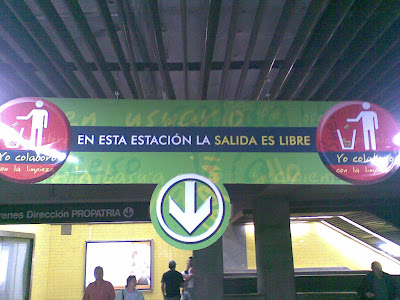 EN ESTA ESTACIÓN LA SALIDA ES LIBRE
Yo colaboro
con la limpieza
Yo colaboro
con la limpieza
Trenes Dirección PROPATRIA